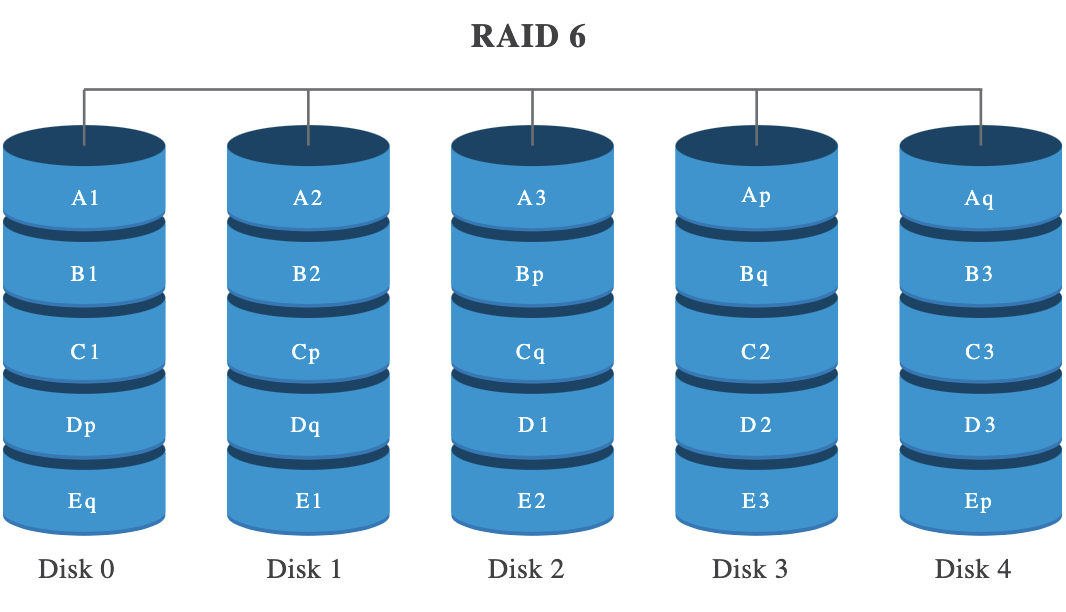 RAID 6
A1 A2 A3 Ap Aq
B1 B2 Bp Bq B3
C1 Cp Cq C2 C3
Dp Dq D1 D2 D3
Eq E1 E2 E3 Ep
Disk 0 Disk 1 Disk 2 Disk 3 Disk 4